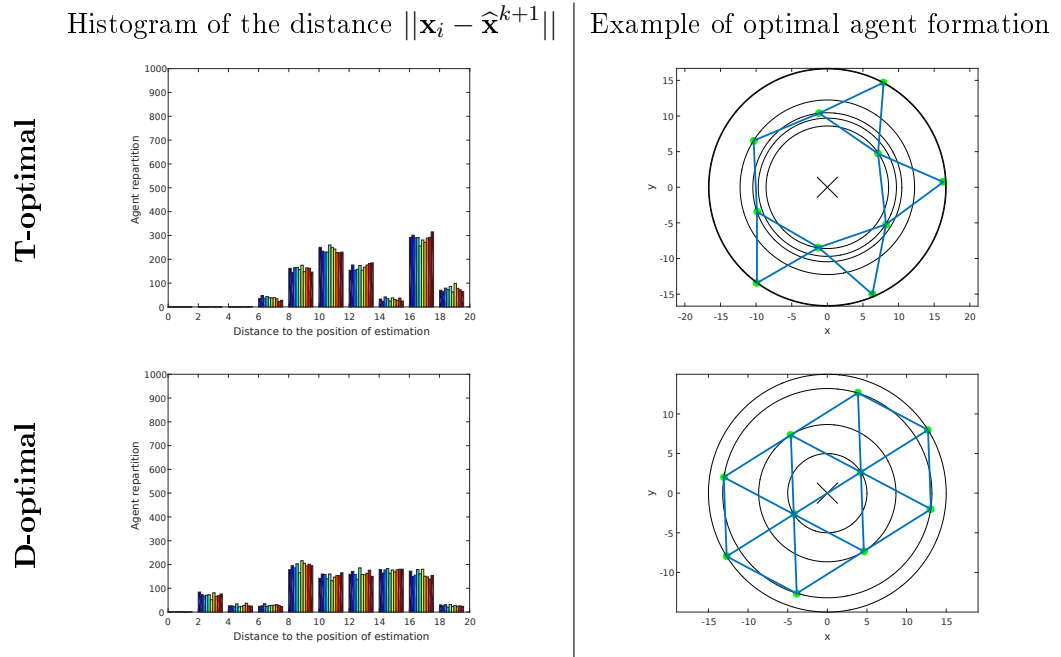 Histogram of the distance ||x_i − x̂^{k+1}||
Example of optimal agent formation
T-optimal
Agent repartition
1000
900
800
700
600
500
400
300
200
100
0
0 2 4 6 8 10 12 14 16 18 20
Distance to the position of estimation
y
15
10
5
0
-5
-10
-15
-20 -15 -10 -5 0 5 10 15 20
x
D-optimal
Agent repartition
1000
900
800
700
600
500
400
300
200
100
0
0 2 4 6 8 10 12 14 16 18 20
Distance to the position of estimation
y
10
5
0
-5
-10
-15 -10 -5 0 5 10 15
x